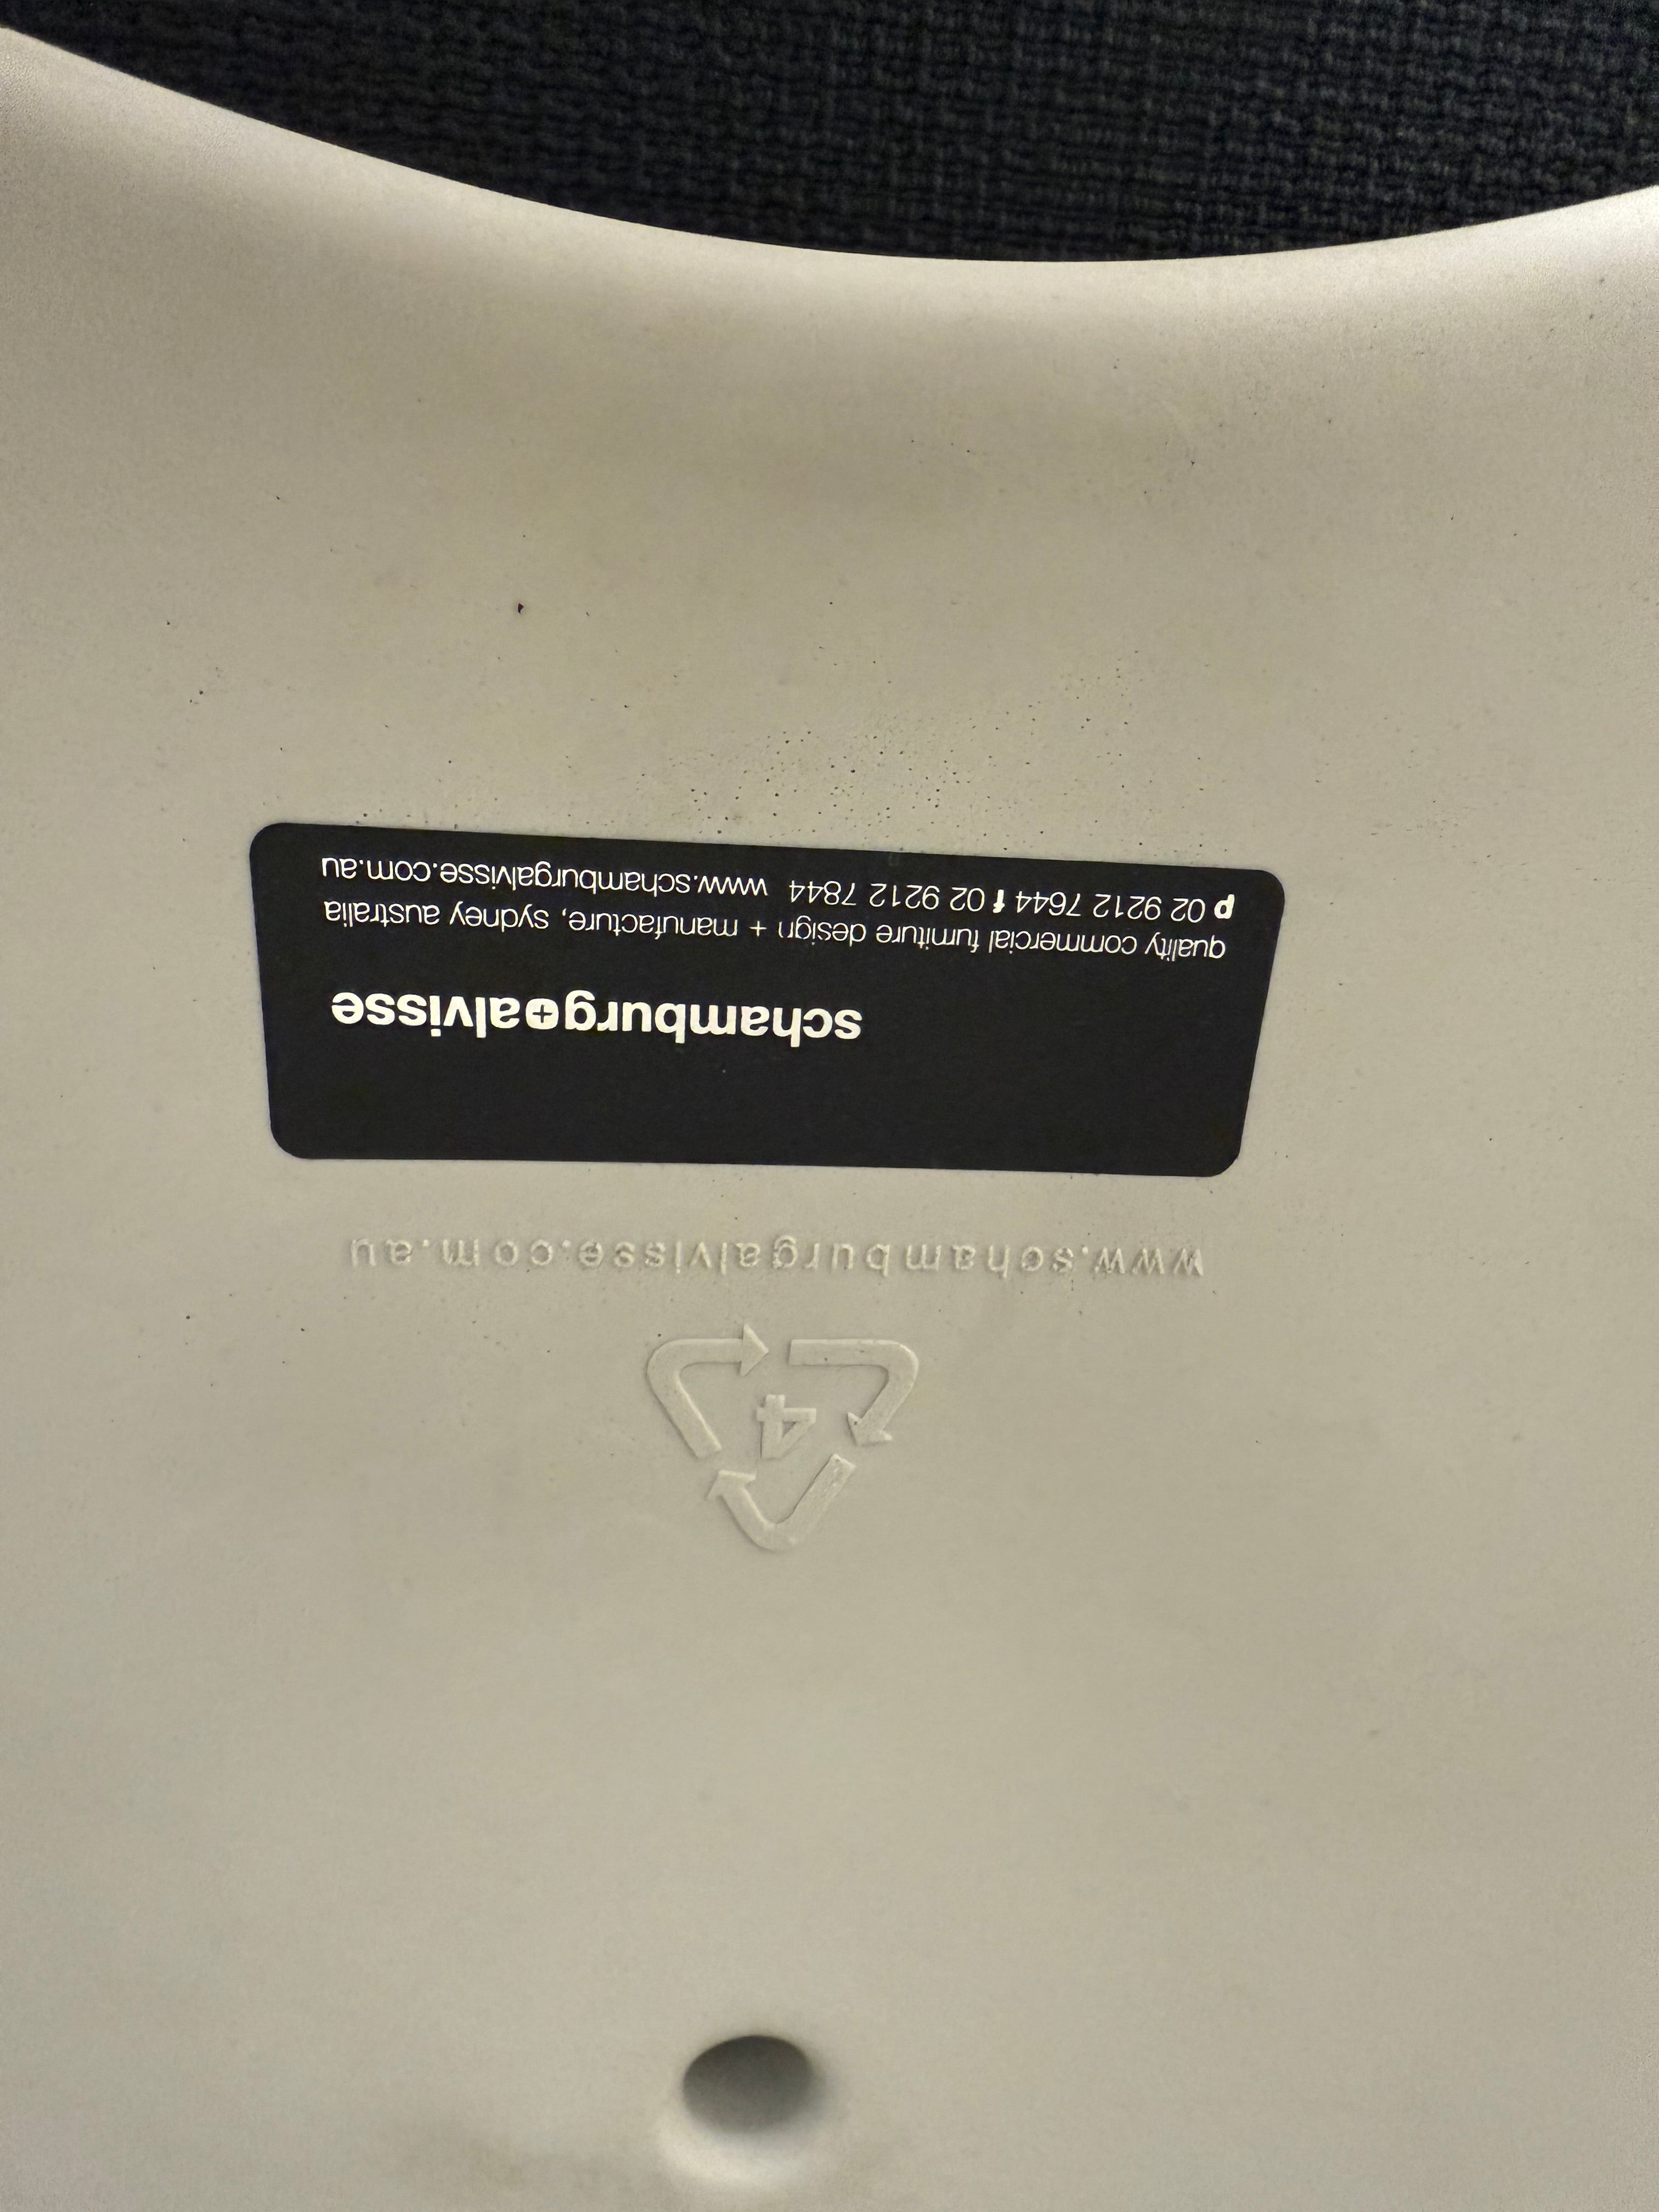 schamburg+alvisse
quality commercial furniture design + manufacture, sydney australia
p 02 9212 7644 f 02 9212 7844 www.schamburgalvisse.com.au
www.schamburgalvisse.com.au
4